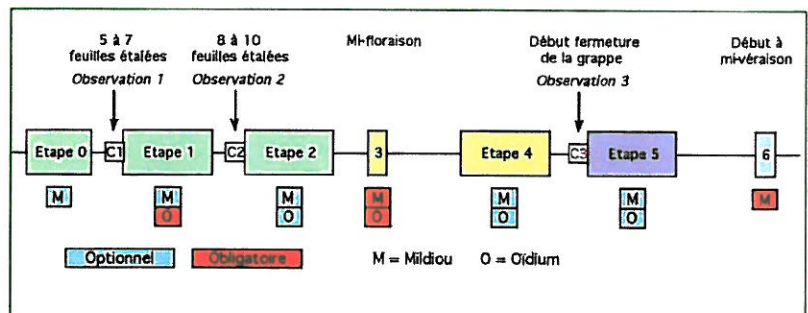 5 à 7
feuilles étalées
Observation 1
8 à 10
feuilles étalées
Observation 2
Mi-floraison
Début fermeture
de la grappe
Observation 3
Début à
mi-véraison
Etape 0
C1
Etape 1
C2
Etape 2
3
Etape 4
C3
Etape 5
6
M
M
O
M
O
M
O
M
O
M
O
M
Optionnel
Obligatoire
M = Mildiou
O = Oïdium